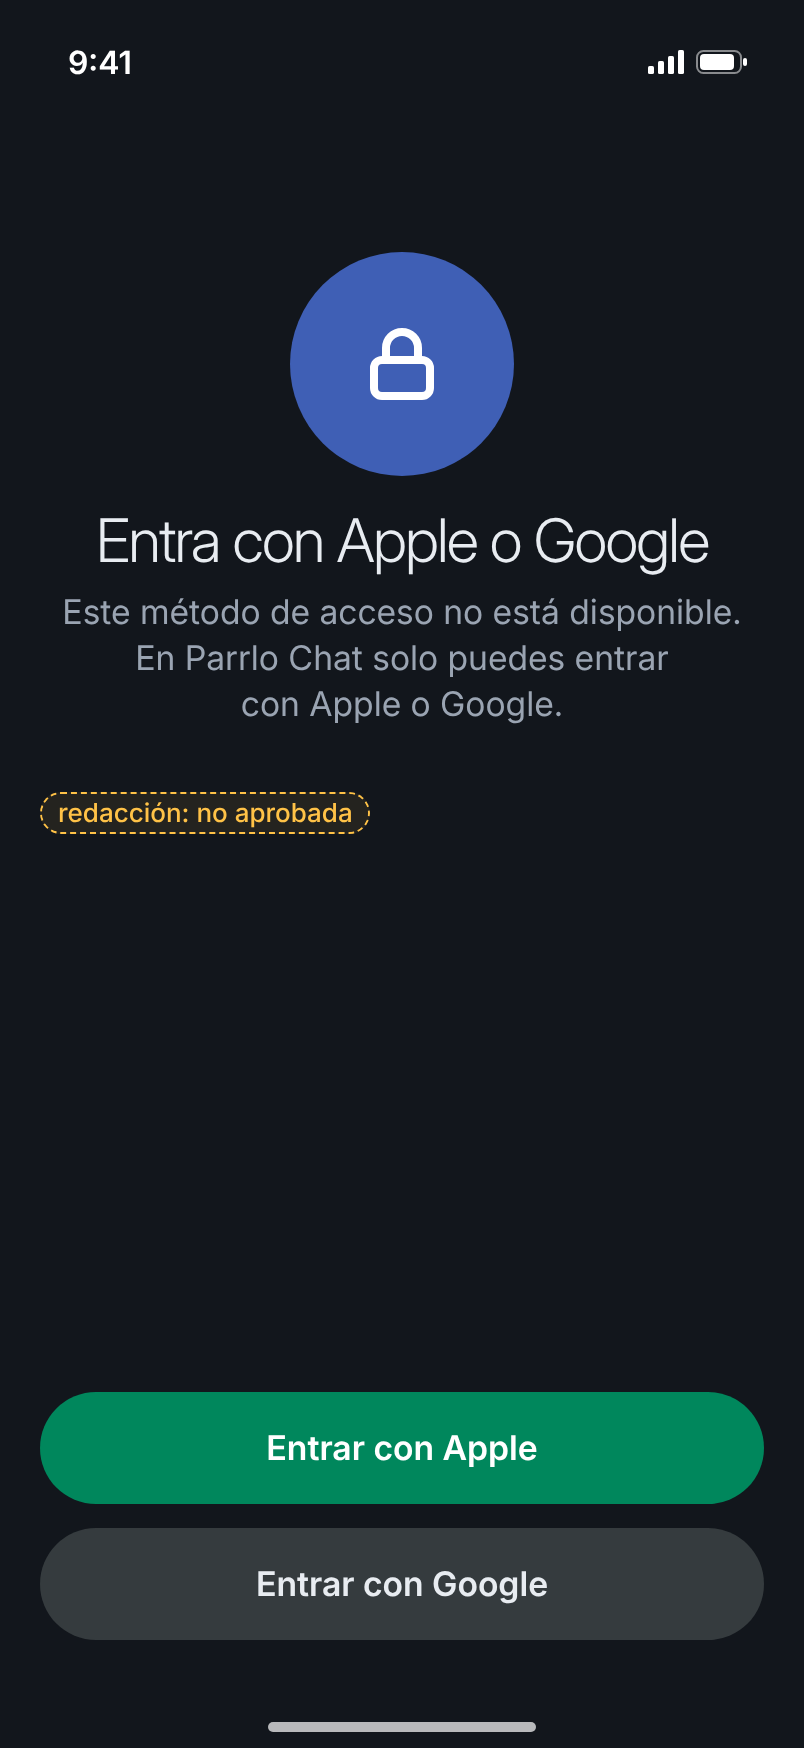 9:41
Entra con Apple o Google
Este método de acceso no está disponible.
En Parrlo Chat solo puedes entrar
con Apple o Google.
redacción: no aprobada
Entrar con Apple
Entrar con Google